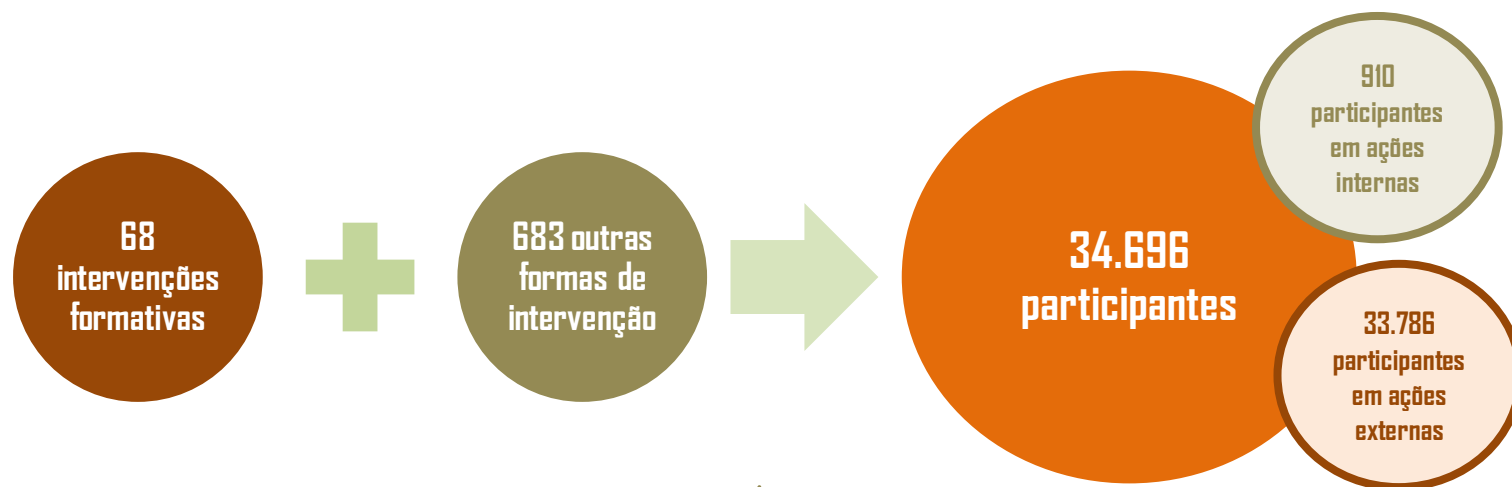 68
intervenções
formativas
683 outras
formas de
intervenção
34.696
participantes
910
participantes
em ações
internas
33.786
participantes
em ações
externas